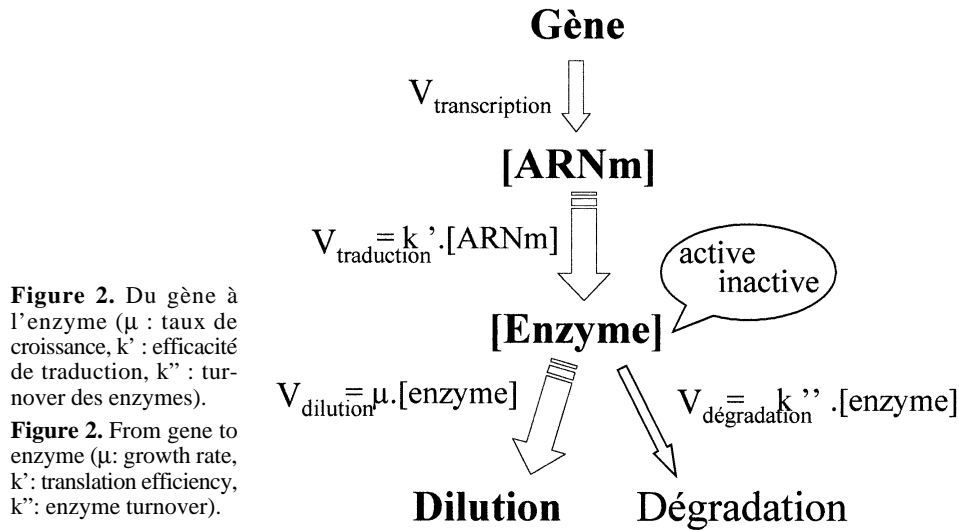 Gène
V transcription
[ARNm]
V traduction = k'.[ARNm]
active
inactive
[Enzyme]
V dilution = μ.[enzyme]
V dégradation = k''.[enzyme]
Dilution
Dégradation
Figure 2. Du gène à
l'enzyme (μ : taux de
croissance, k' : efficacité
de traduction, k” : tur-
nover des enzymes).
Figure 2. From gene to
enzyme (μ: growth rate,
k': translation efficiency,
k”: enzyme turnover).